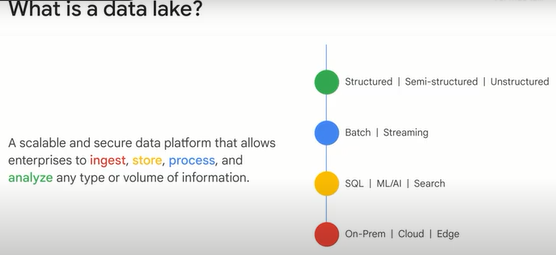 What is a data lake?
A scalable and secure data platform that allows
enterprises to ingest, store, process, and
analyze any type or volume of information.
Structured | Semi-structured | Unstructured
Batch | Streaming
SQL | ML/AI | Search
On-Prem | Cloud | Edge